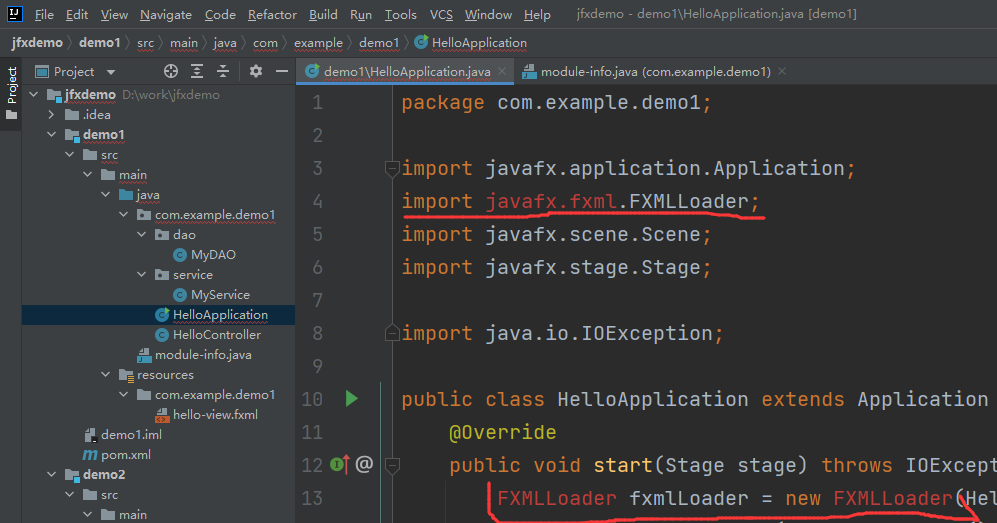 File Edit View Navigate Code Refactor Build Run Tools VCS Window Help jfxdemo - demo1\HelloApplication.java [demo1]
jfxdemo demo1 src main java com example demo1 HelloApplication
Project
Project
demo1\HelloApplication.java
module-info.java (com.example.demo1)
jfxdemo D:\work\jfxdemo
.idea
demo1
src
main
java
com.example.demo1
dao
MyDAO
service
MyService
HelloApplication
HelloController
module-info.java
resources
com.example.demo1
hello-view.fxml
demo1.iml
pom.xml
demo2
src
main
1 package com.example.demo1;
2
3 import javafx.application.Application;
4 import javafx.fxml.FXMLLoader;
5 import javafx.scene.Scene;
6 import javafx.stage.Stage;
7
8 import java.io.IOException;
9
10 public class HelloApplication extends Application
11 @Override
12 public void start(Stage stage) throws IOExcept
13 FXMLLoader fxmlLoader = new FXMLLoader(Hel